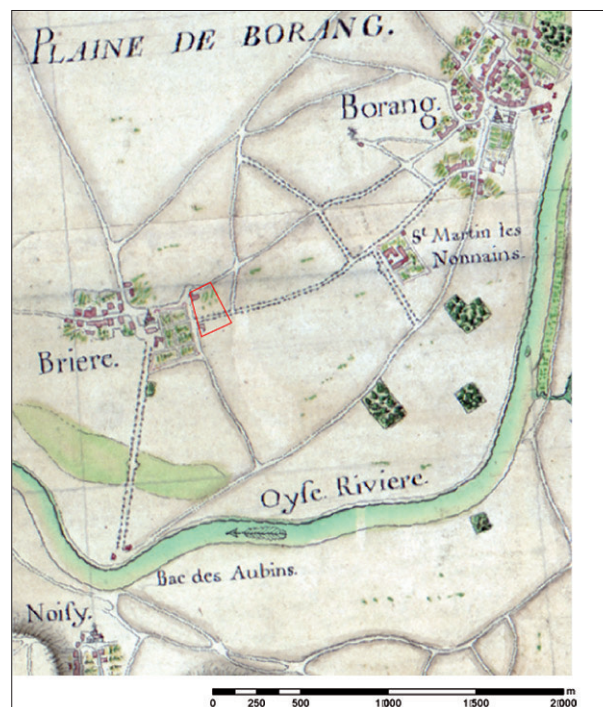 PLAINE DE BORANG.
Borang.
St Martin les
Nonnains.
Briere.
Oyse Riviere.
Bac des Aubins.
Noisy.
m
0 250 500 1000 1500 2000